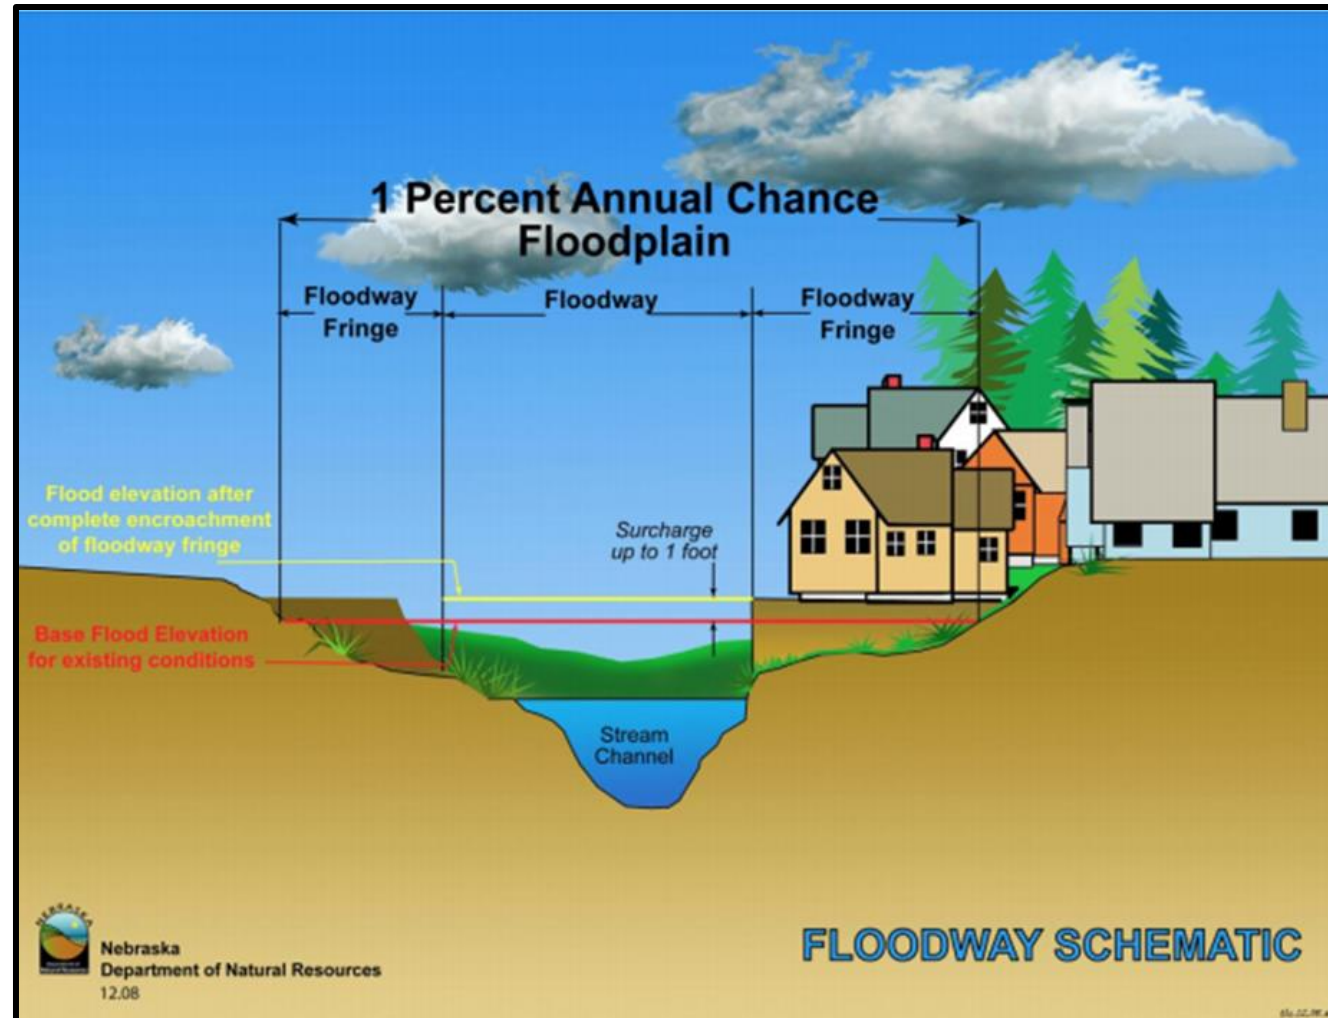 1 Percent Annual Chance
Floodplain
Floodway
Fringe
Floodway
Floodway
Fringe
Flood elevation after
complete encroachment
of floodway fringe
Surcharge
up to 1 foot
Base Flood Elevation
for existing conditions
Stream
Channel
NEBRASKA
Nebraska
Department of Natural Resources
12.08
FLOODWAY SCHEMATIC